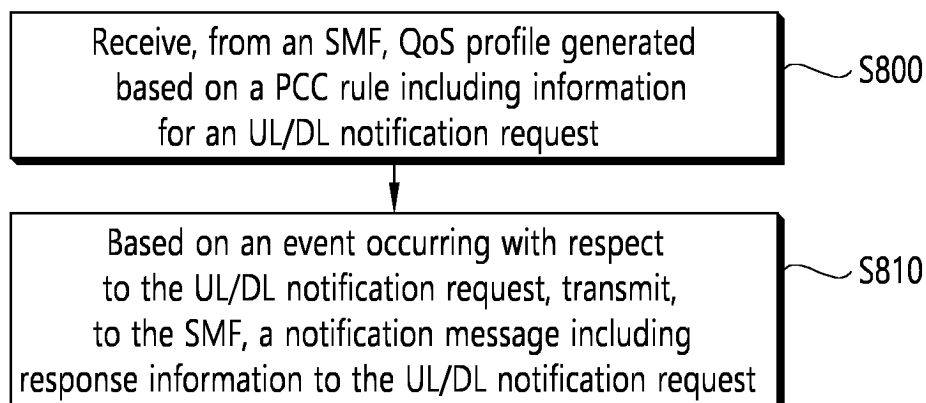 Receive, from an SMF, QoS profile generated
based on a PCC rule including information
for an UL/DL notification request
S800
Based on an event occurring with respect
to the UL/DL notification request, transmit,
to the SMF, a notification message including
response information to the UL/DL notification request
S810